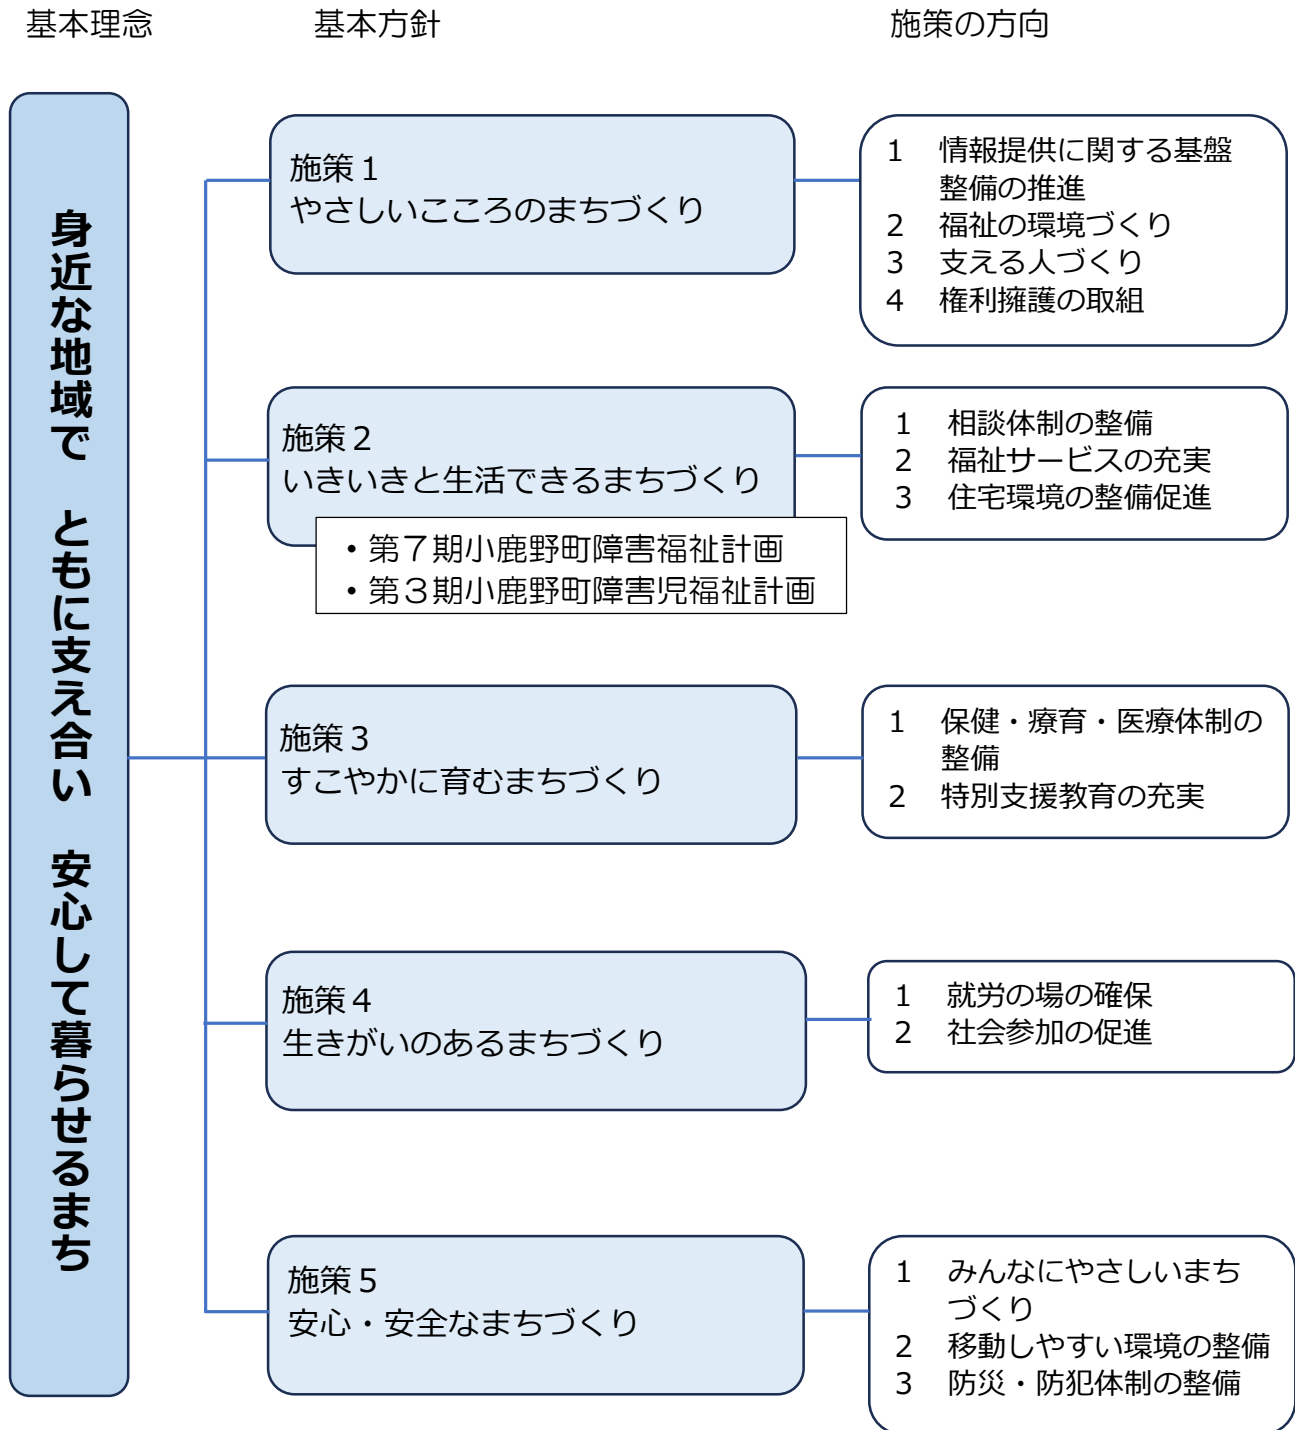 基本理念
基本方針
施策の方向
身近な地域で　ともに支え合い　安心して暮らせるまち
施策１
やさしいこころのまちづくり
1　情報提供に関する基盤
整備の推進
2　福祉の環境づくり
3　支える人づくり
4　権利擁護の取組
施策２
いきいきと生活できるまちづくり
・第７期小鹿野町障害福祉計画
・第３期小鹿野町障害児福祉計画
1　相談体制の整備
2　福祉サービスの充実
3　住宅環境の整備促進
施策３
すこやかに育むまちづくり
1　保健・療育・医療体制の
整備
2　特別支援教育の充実
施策４
生きがいのあるまちづくり
1　就労の場の確保
2　社会参加の促進
施策５
安心・安全なまちづくり
1　みんなにやさしいまち
づくり
2　移動しやすい環境の整備
3　防災・防犯体制の整備